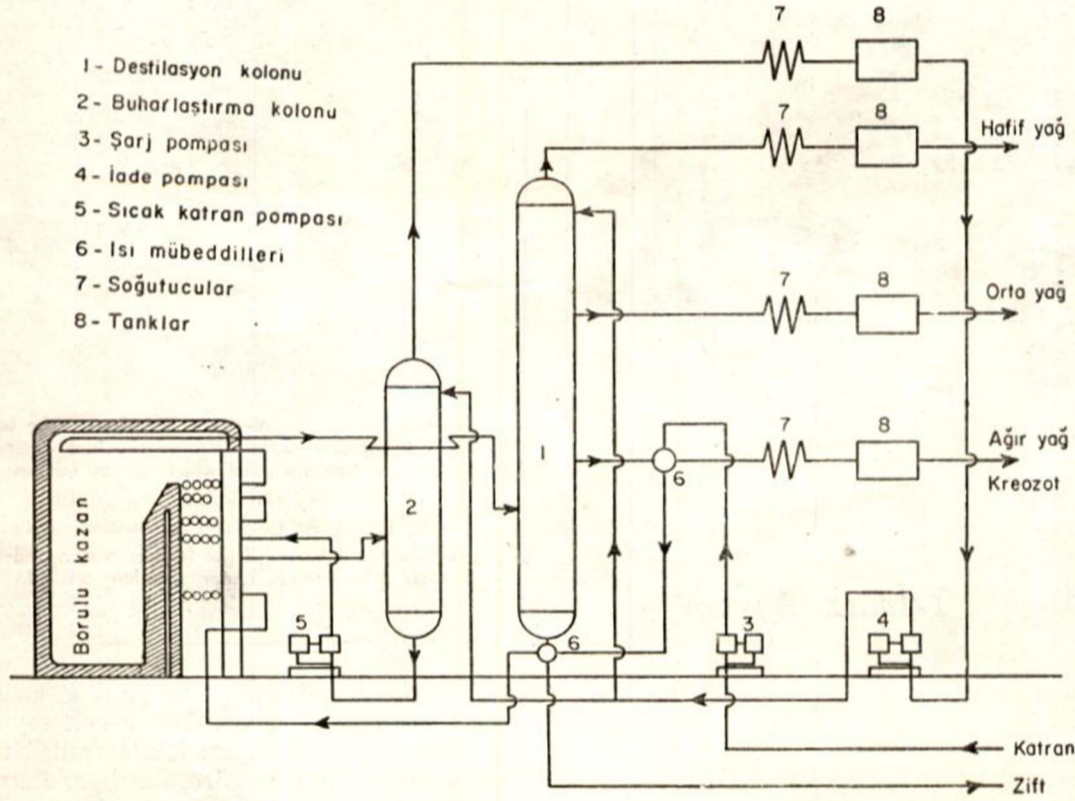 1 - Destilasyon kolonu
2 - Buharlaştırma kolonu
3 - Şarj pompası
4 - İade pompası
5 - Sıcak katran pompası
6 - Isı mübeddilleri
7 - Soğutucular
8 - Tanklar
7 8
7 8 Hafif yağ
7 8 Orta yağ
7 8 Ağır yağ
Kreozot
6
1
2
Borulu kazan
5
6
3
4
Katran
Zift